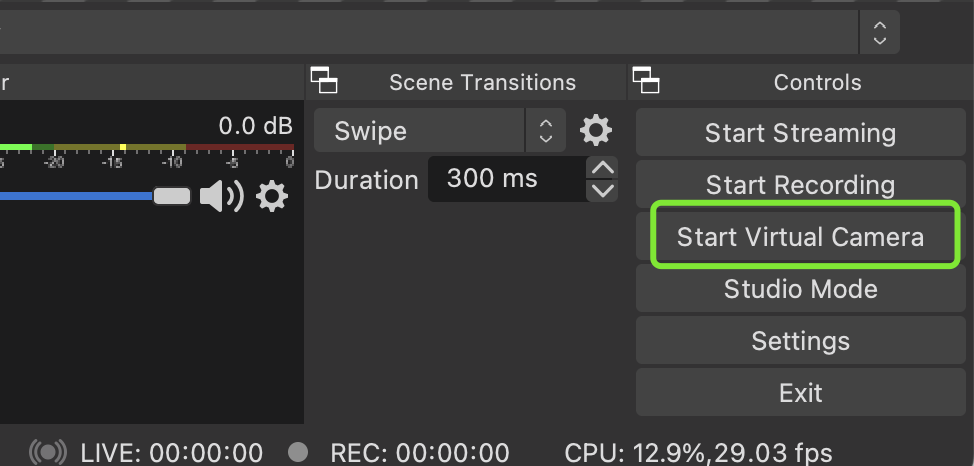 r
Scene Transitions
Controls
0.0 dB
-20 -15 -10 -5 0
Swipe
Duration 300 ms
Start Streaming
Start Recording
Start Virtual Camera
Studio Mode
Settings
Exit
LIVE: 00:00:00 REC: 00:00:00 CPU: 12.9%,29.03 fps